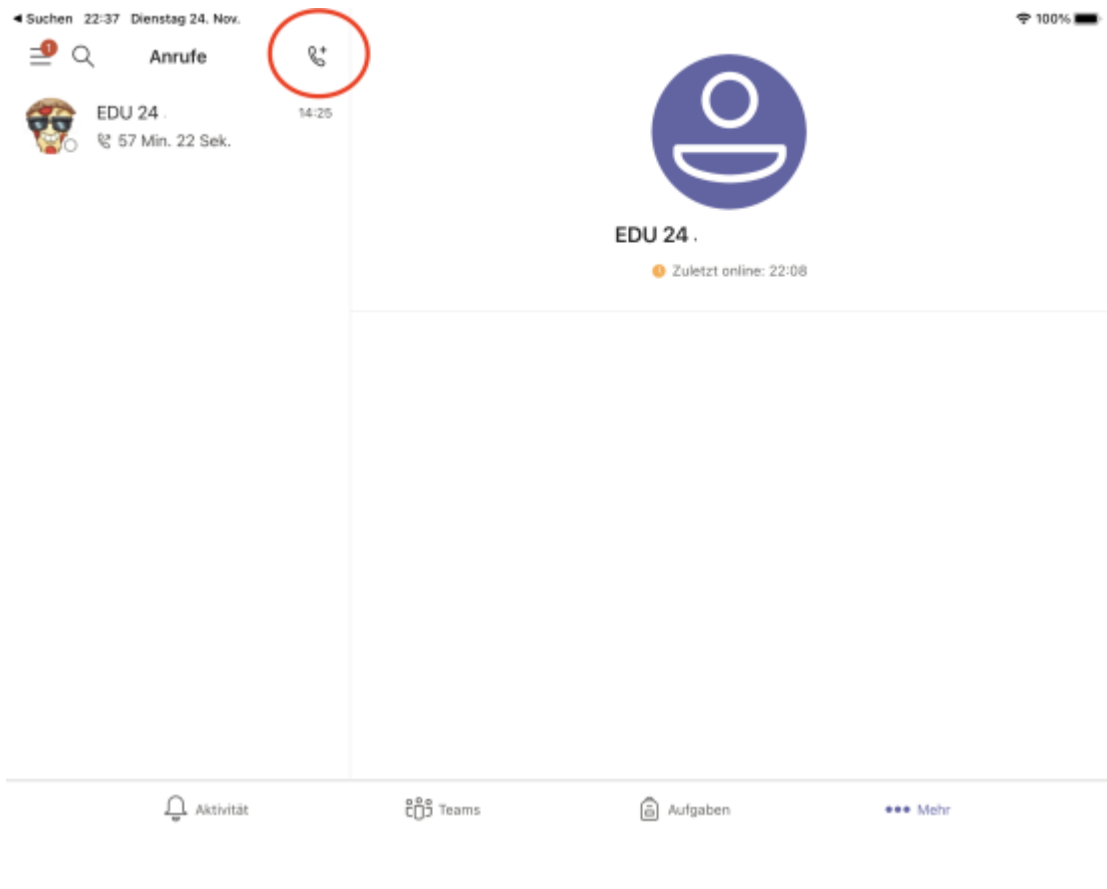 ◀ Suchen 22:37 Dienstag 24. Nov. 100%
1 Anrufe
EDU 24 . 14:25
57 Min. 22 Sek.
EDU 24 .
Zuletzt online: 22:08
Aktivität Teams Aufgaben ••• Mehr